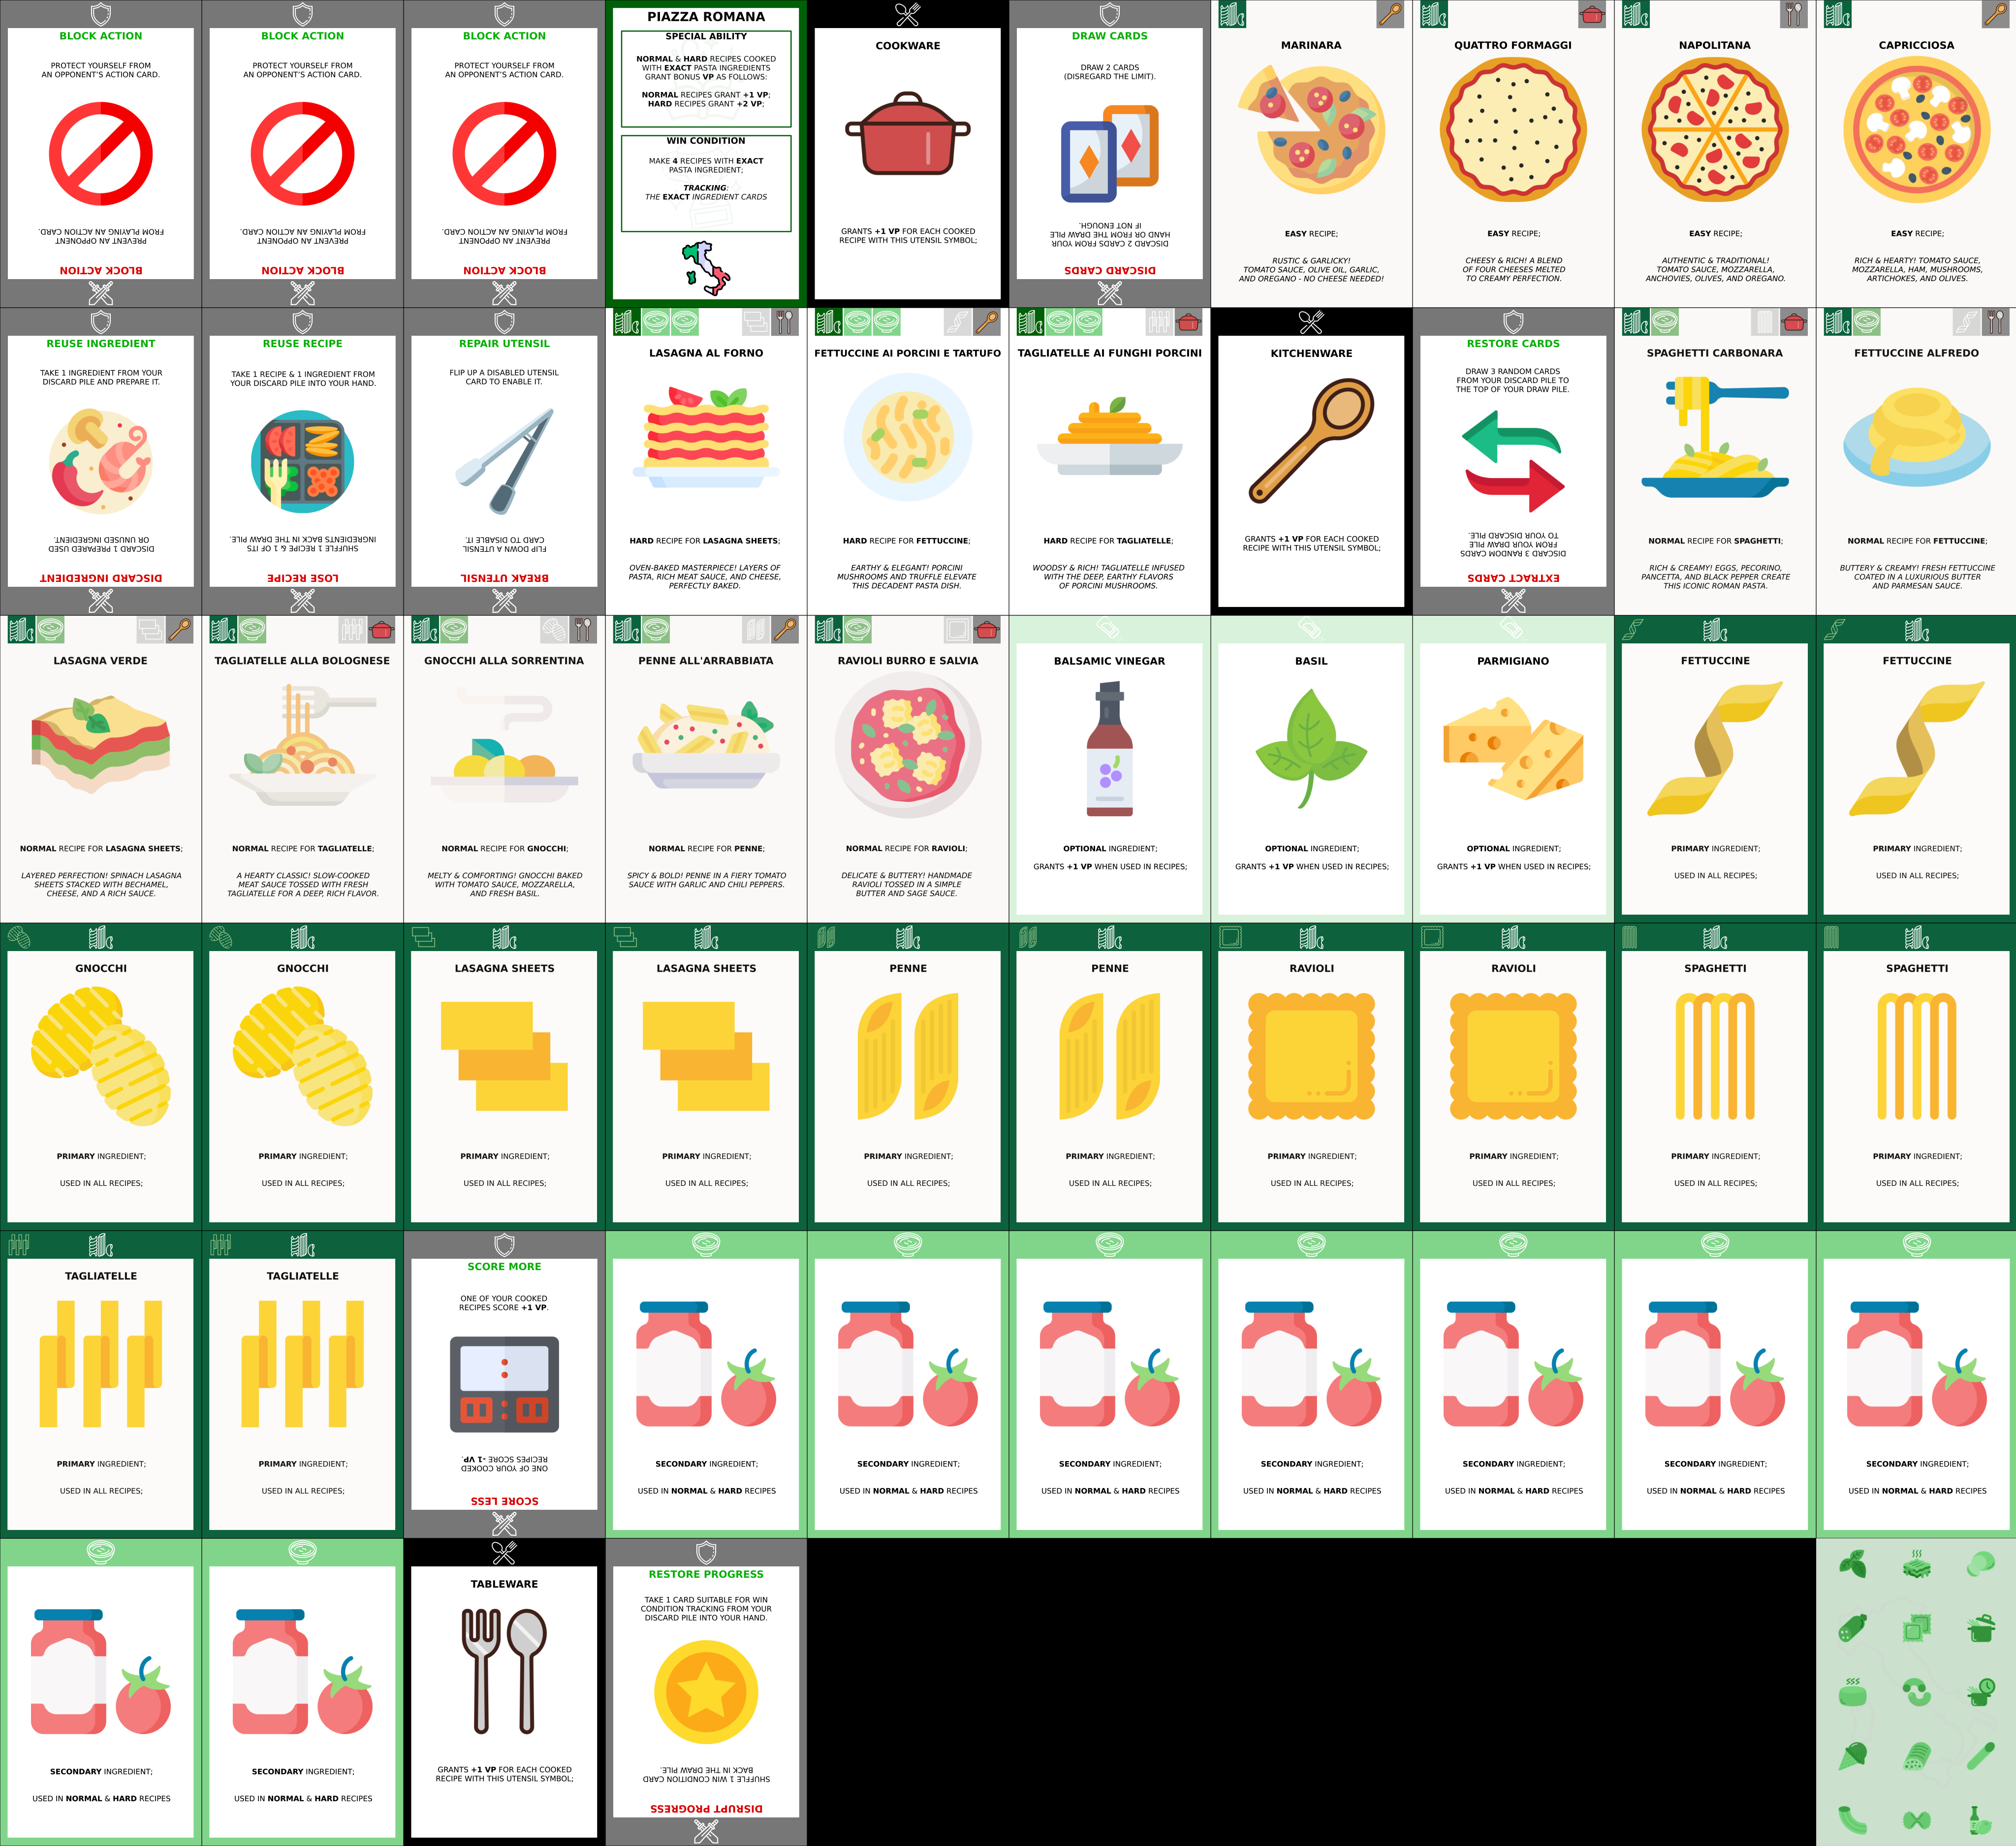 BLOCK ACTION
PROTECT YOURSELF FROM
AN OPPONENT'S ACTION CARD.
PREVENT AN OPPONENT
FROM PLAYING AN ACTION CARD.
BLOCK ACTION
BLOCK ACTION
PROTECT YOURSELF FROM
AN OPPONENT'S ACTION CARD.
PREVENT AN OPPONENT
FROM PLAYING AN ACTION CARD.
BLOCK ACTION
BLOCK ACTION
PROTECT YOURSELF FROM
AN OPPONENT'S ACTION CARD.
PREVENT AN OPPONENT
FROM PLAYING AN ACTION CARD.
BLOCK ACTION
PIAZZA ROMANA
SPECIAL ABILITY
NORMAL & HARD RECIPES COOKED
WITH EXACT PASTA INGREDIENTS
GRANT BONUS VP AS FOLLOWS:
NORMAL RECIPES GRANT +1 VP;
HARD RECIPES GRANT +2 VP;
WIN CONDITION
MAKE 4 RECIPES WITH EXACT
PASTA INGREDIENT;
TRACKING:
THE EXACT INGREDIENT CARDS
COOKWARE
GRANTS +1 VP FOR EACH COOKED
RECIPE WITH THIS UTENSIL SYMBOL;
DRAW CARDS
DRAW 2 CARDS
(DISREGARD THE LIMIT).
DISCARD 2 CARDS FROM YOUR
HAND OR FROM THE DRAW PILE
IF NOT ENOUGH.
DISCARD CARDS
MARINARA
EASY RECIPE;
RUSTIC & GARLICKY!
TOMATO SAUCE, OLIVE OIL, GARLIC,
AND OREGANO - NO CHEESE NEEDED!
QUATTRO FORMAGGI
EASY RECIPE;
CHEESY & RICH! A BLEND
OF FOUR CHEESES MELTED
TO CREAMY PERFECTION.
NAPOLITANA
EASY RECIPE;
AUTHENTIC & TRADITIONAL!
TOMATO SAUCE, MOZZARELLA,
ANCHOVIES, OLIVES, AND OREGANO.
CAPRICCIOSA
EASY RECIPE;
RICH & HEARTY! TOMATO SAUCE,
MOZZARELLA, HAM, MUSHROOMS,
ARTICHOKES, AND OLIVES.
REUSE INGREDIENT
TAKE 1 INGREDIENT FROM YOUR
DISCARD PILE AND PREPARE IT.
DISCARD 1 PREPARED USED
OR UNUSED INGREDIENT.
DISCARD INGREDIENT
REUSE RECIPE
TAKE 1 RECIPE & 1 INGREDIENT FROM
YOUR DISCARD PILE INTO YOUR HAND.
SHUFFLE 1 RECIPE & 1 OF ITS
INGREDIENTS BACK IN THE DRAW PILE.
LOSE RECIPE
REPAIR UTENSIL
FLIP UP A DISABLED UTENSIL
CARD TO ENABLE IT.
FLIP DOWN A UTENSIL
CARD TO DISABLE IT.
BREAK UTENSIL
LASAGNA AL FORNO
HARD RECIPE FOR LASAGNA SHEETS;
OVEN-BAKED MASTERPIECE! LAYERS OF
PASTA, RICH MEAT SAUCE, AND CHEESE,
PERFECTLY BAKED.
FETTUCCINE AI PORCINI E TARTUFO
HARD RECIPE FOR FETTUCCINE;
EARTHY & ELEGANT! PORCINI
MUSHROOMS AND TRUFFLE ELEVATE
THIS DECADENT PASTA DISH.
TAGLIATELLE AI FUNGHI PORCINI
HARD RECIPE FOR TAGLIATELLE;
WOODSY & RICH! TAGLIATELLE INFUSED
WITH THE DEEP, EARTHY FLAVORS
OF PORCINI MUSHROOMS.
KITCHENWARE
GRANTS +1 VP FOR EACH COOKED
RECIPE WITH THIS UTENSIL SYMBOL;
RESTORE CARDS
DRAW 3 RANDOM CARDS
FROM YOUR DISCARD PILE TO
THE TOP OF YOUR DRAW PILE.
DISCARD 3 RANDOM CARDS
FROM YOUR DRAW PILE
TO YOUR DISCARD PILE.
EXTRACT CARDS
SPAGHETTI CARBONARA
NORMAL RECIPE FOR SPAGHETTI;
RICH & CREAMY! EGGS, PECORINO,
PANCETTA, AND BLACK PEPPER CREATE
THIS ICONIC ROMAN PASTA.
FETTUCCINE ALFREDO
NORMAL RECIPE FOR FETTUCCINE;
BUTTERY & CREAMY! FRESH FETTUCCINE
COATED IN A LUXURIOUS BUTTER
AND PARMESAN SAUCE.
LASAGNA VERDE
NORMAL RECIPE FOR LASAGNA SHEETS;
LAYERED PERFECTION! SPINACH LASAGNA
SHEETS STACKED WITH BECHAMEL,
CHEESE, AND A RICH SAUCE.
TAGLIATELLE ALLA BOLOGNESE
NORMAL RECIPE FOR TAGLIATELLE;
A HEARTY CLASSIC! SLOW-COOKED
MEAT SAUCE TOSSED WITH FRESH
TAGLIATELLE FOR A DEEP, RICH FLAVOR.
GNOCCHI ALLA SORRENTINA
NORMAL RECIPE FOR GNOCCHI;
MELTY & COMFORTING! GNOCCHI BAKED
WITH TOMATO SAUCE, MOZZARELLA,
AND FRESH BASIL.
PENNE ALL'ARRABBIATA
NORMAL RECIPE FOR PENNE;
SPICY & BOLD! PENNE IN A FIERY TOMATO
SAUCE WITH GARLIC AND CHILI PEPPERS.
RAVIOLI BURRO E SALVIA
NORMAL RECIPE FOR RAVIOLI;
DELICATE & BUTTERY! HANDMADE
RAVIOLI TOSSED IN A SIMPLE
BUTTER AND SAGE SAUCE.
BALSAMIC VINEGAR
OPTIONAL INGREDIENT;
GRANTS +1 VP WHEN USED IN RECIPES;
BASIL
OPTIONAL INGREDIENT;
GRANTS +1 VP WHEN USED IN RECIPES;
PARMIGIANO
OPTIONAL INGREDIENT;
GRANTS +1 VP WHEN USED IN RECIPES;
FETTUCCINE
PRIMARY INGREDIENT;
USED IN ALL RECIPES;
FETTUCCINE
PRIMARY INGREDIENT;
USED IN ALL RECIPES;
GNOCCHI
PRIMARY INGREDIENT;
USED IN ALL RECIPES;
GNOCCHI
PRIMARY INGREDIENT;
USED IN ALL RECIPES;
LASAGNA SHEETS
PRIMARY INGREDIENT;
USED IN ALL RECIPES;
LASAGNA SHEETS
PRIMARY INGREDIENT;
USED IN ALL RECIPES;
PENNE
PRIMARY INGREDIENT;
USED IN ALL RECIPES;
PENNE
PRIMARY INGREDIENT;
USED IN ALL RECIPES;
RAVIOLI
PRIMARY INGREDIENT;
USED IN ALL RECIPES;
RAVIOLI
PRIMARY INGREDIENT;
USED IN ALL RECIPES;
SPAGHETTI
PRIMARY INGREDIENT;
USED IN ALL RECIPES;
SPAGHETTI
PRIMARY INGREDIENT;
USED IN ALL RECIPES;
TAGLIATELLE
PRIMARY INGREDIENT;
USED IN ALL RECIPES;
TAGLIATELLE
PRIMARY INGREDIENT;
USED IN ALL RECIPES;
SCORE MORE
ONE OF YOUR COOKED
RECIPES SCORE +1 VP.
ONE OF YOUR COOKED
RECIPES SCORE -1 VP.
SCORE LESS
SECONDARY INGREDIENT;
USED IN NORMAL & HARD RECIPES
SECONDARY INGREDIENT;
USED IN NORMAL & HARD RECIPES
SECONDARY INGREDIENT;
USED IN NORMAL & HARD RECIPES
SECONDARY INGREDIENT;
USED IN NORMAL & HARD RECIPES
SECONDARY INGREDIENT;
USED IN NORMAL & HARD RECIPES
SECONDARY INGREDIENT;
USED IN NORMAL & HARD RECIPES
SECONDARY INGREDIENT;
USED IN NORMAL & HARD RECIPES
SECONDARY INGREDIENT;
USED IN NORMAL & HARD RECIPES
SECONDARY INGREDIENT;
USED IN NORMAL & HARD RECIPES
TABLEWARE
GRANTS +1 VP FOR EACH COOKED
RECIPE WITH THIS UTENSIL SYMBOL;
RESTORE PROGRESS
TAKE 1 CARD SUITABLE FOR WIN
CONDITION TRACKING FROM YOUR
DISCARD PILE INTO YOUR HAND.
SHUFFLE 1 WIN CONDITION CARD
BACK IN THE DRAW PILE.
DISRUPT PROGRESS